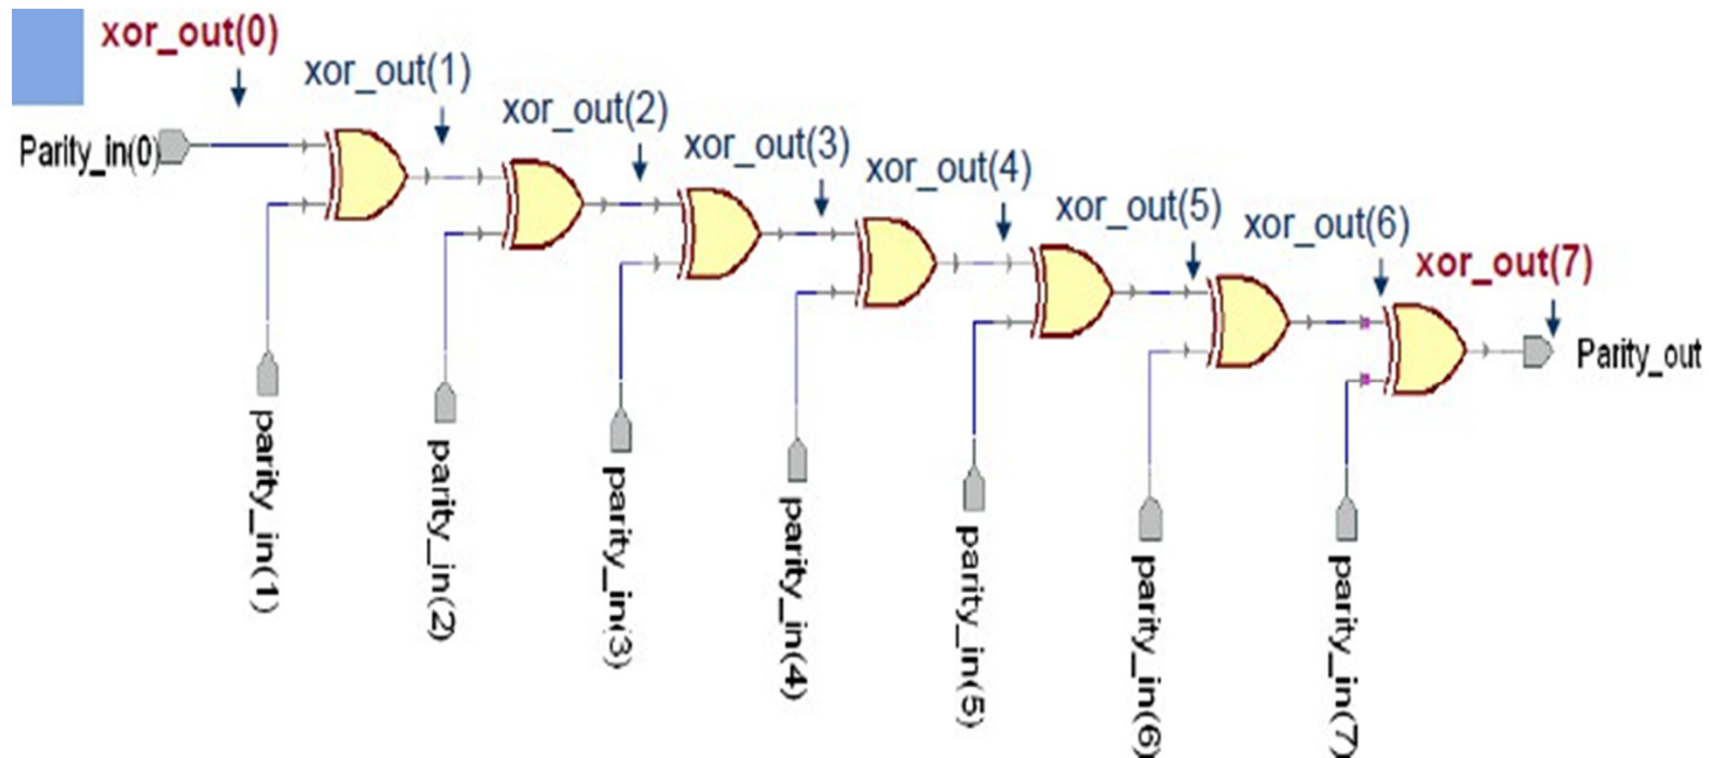 xor_out(0)
xor_out(1)
xor_out(2)
xor_out(3)
xor_out(4)
xor_out(5)
xor_out(6)
xor_out(7)
Parity_in(0)
Parity_out
parity_in(1)
parity_in(2)
parity_in(3)
parity_in(4)
parity_in(5)
parity_in(6)
parity_in(7)